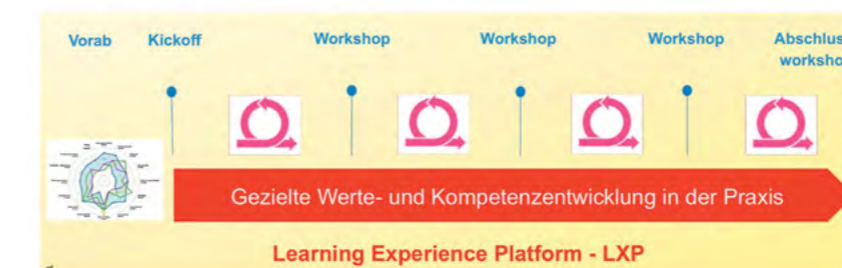 Vorab Kickoff Workshop Workshop Workshop Abschlus
worksho
Gezielte Werte- und Kompetenzentwicklung in der Praxis
Learning Experience Platform - LXP